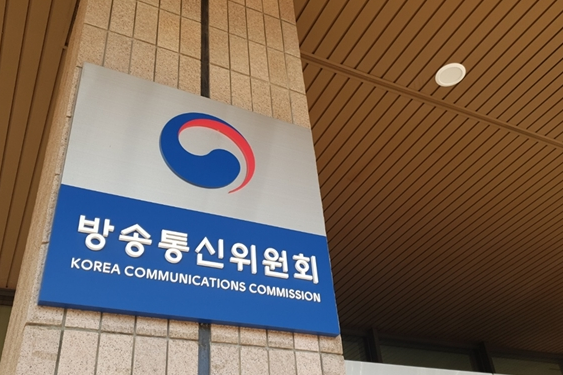 방송통신위원회
KOREA COMMUNICATIONS COMMISSION